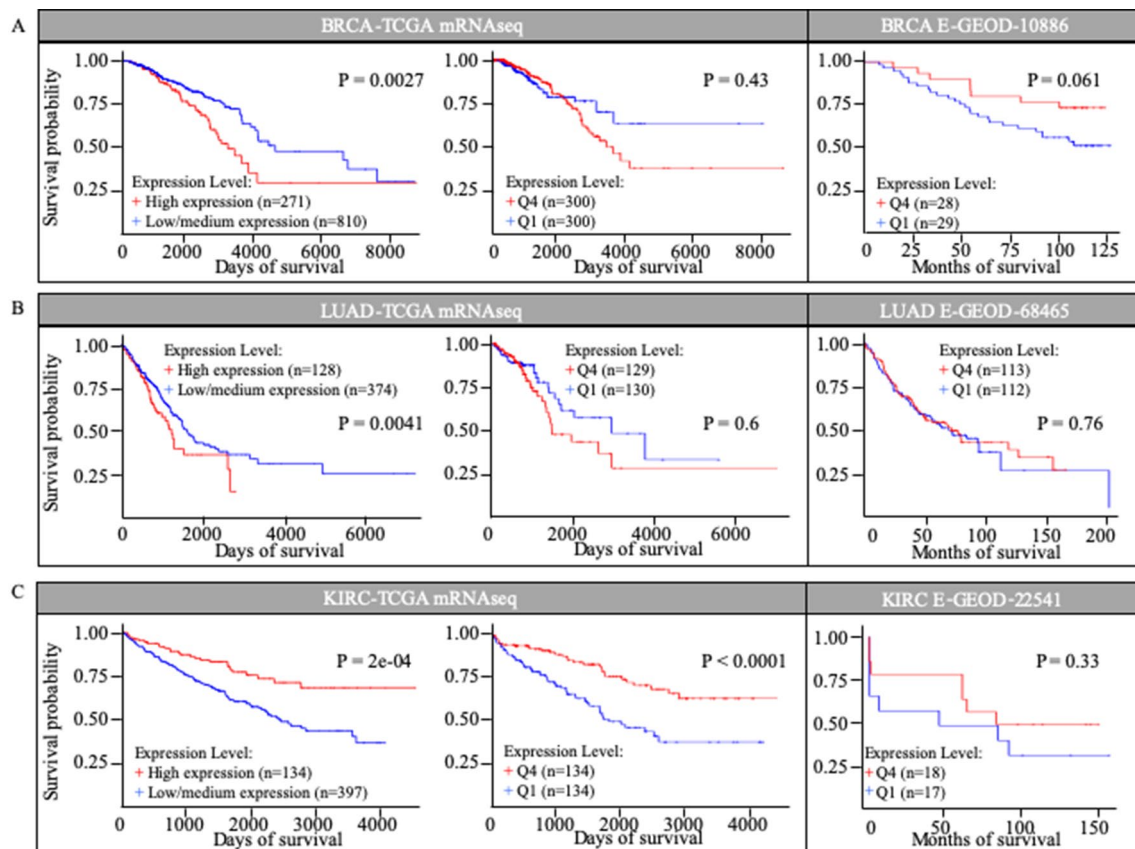 A
BRCA-TCGA mRNAseq
BRCA E-GEOD-10886
Survival probability
1.00
0.75
0.50
0.25
P = 0.0027
Expression Level:
+ High expression (n=271)
+ Low/medium expression (n=810)
0 2000 4000 6000 8000
Days of survival
P = 0.43
Expression Level:
+ Q4 (n=300)
+ Q1 (n=300)
0 2000 4000 6000 8000
Days of survival
1.00
0.75
0.50
0.25
P = 0.061
Expression Level:
+ Q4 (n=28)
+ Q1 (n=29)
0 25 50 75 100 125
Months of survival
B
LUAD-TCGA mRNAseq
LUAD E-GEOD-68465
Survival probability
1.00
0.75
0.50
0.25
Expression Level:
+ High expression (n=128)
+ Low/medium expression (n=374)
P = 0.0041
0 2000 4000 6000
Days of survival
1.00
0.75
0.50
0.25
Expression Level:
+ Q4 (n=129)
+ Q1 (n=130)
P = 0.6
0 2000 4000 6000
Days of survival
1.00
0.75
0.50
0.25
Expression Level:
+ Q4 (n=113)
+ Q1 (n=112)
P = 0.76
0 50 100 150 200
Months of survival
C
KIRC-TCGA mRNAseq
KIRC E-GEOD-22541
Survival probability
1.00
0.75
0.50
0.25
P = 2e-04
Expression Level:
+ High expression (n=134)
+ Low/medium expression (n=397)
0 1000 2000 3000 4000
Days of survival
1.00
0.75
0.50
0.25
P < 0.0001
Expression Level:
+ Q4 (n=134)
+ Q1 (n=134)
0 1000 2000 3000 4000
Days of survival
1.00
0.75
0.50
0.25
P = 0.33
Expression Level:
+ Q4 (n=18)
+ Q1 (n=17)
0 50 100 150
Months of survival